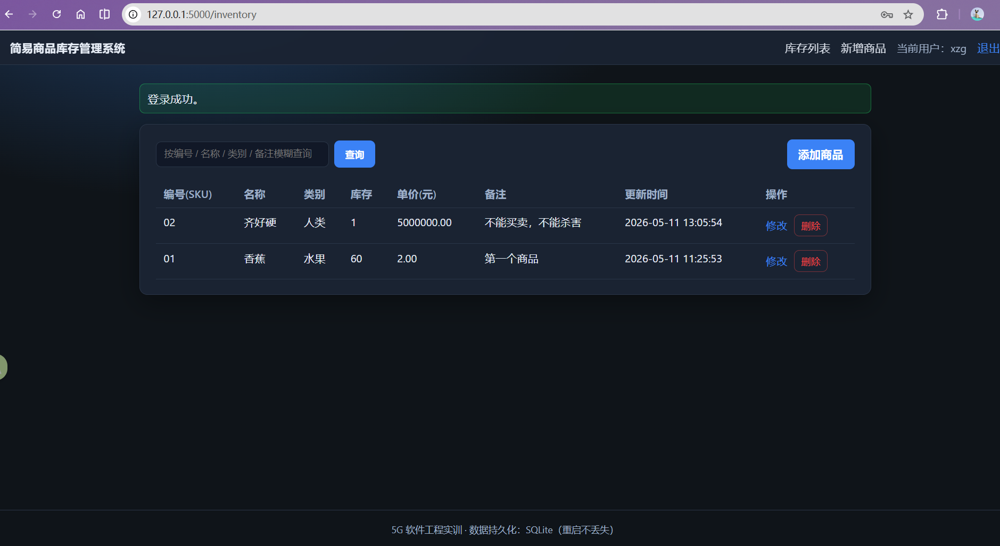 127.0.0.1:5000/inventory
简易商品库存管理系统
库存列表 新增商品 当前用户：xzg 退出
登录成功。
按编号 / 名称 / 类别 / 备注模糊查询 查询 添加商品
编号(SKU) 名称 类别 库存 单价(元) 备注 更新时间 操作
02 齐好硬 人类 1 5000000.00 不能买卖，不能杀害 2026-05-11 13:05:54 修改 删除
01 香蕉 水果 60 2.00 第一个商品 2026-05-11 11:25:53 修改 删除
5G 软件工程实训 · 数据持久化：SQLite（重启不丢失）